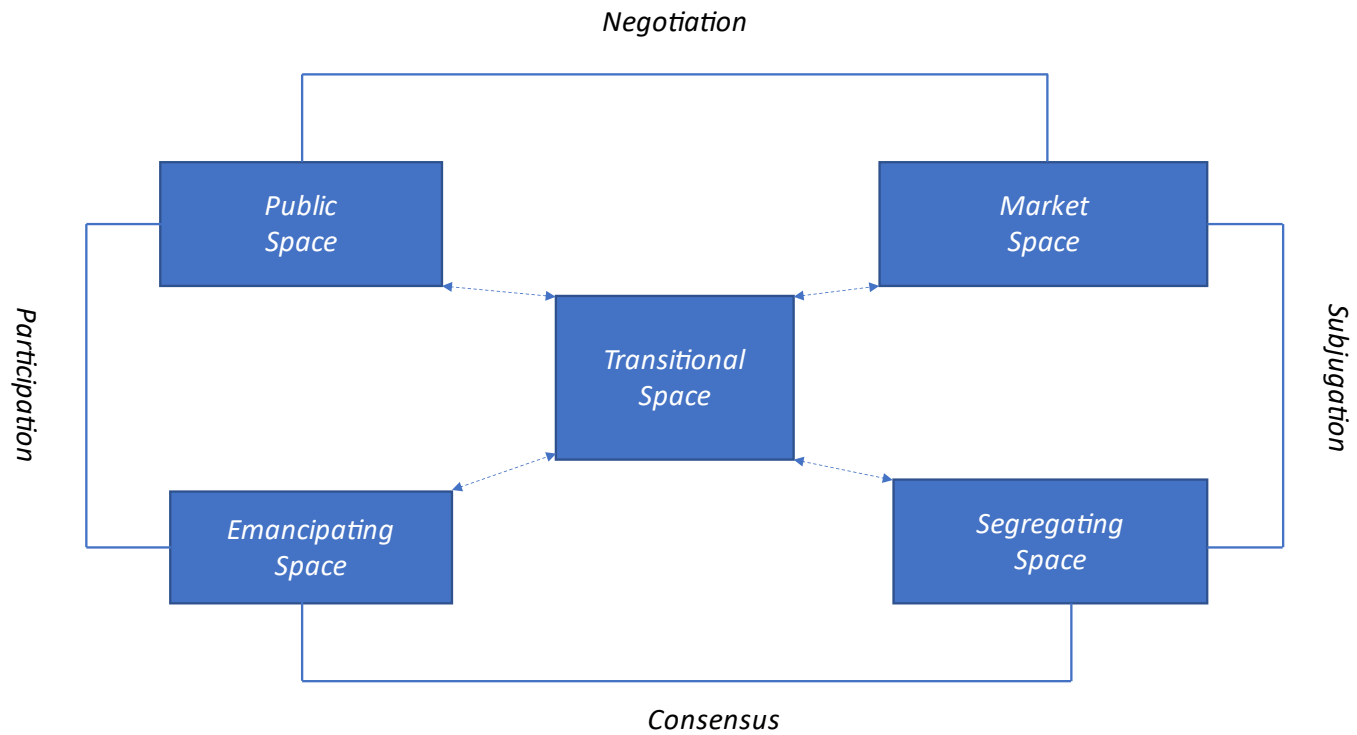 Negotiation
Public
Space
Market
Space
Participation
Transitional
Space
Subjugation
Emancipating
Space
Segregating
Space
Consensus